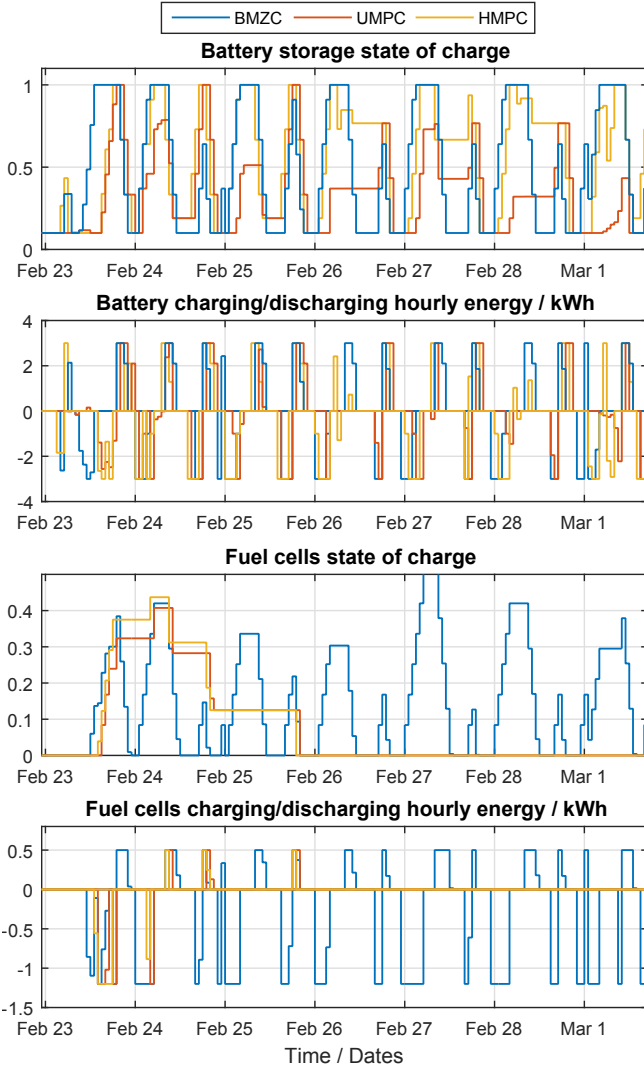 BMZC UMPC HMPC
Battery storage state of charge
1
0.5
0
Feb 23 Feb 24 Feb 25 Feb 26 Feb 27 Feb 28 Mar 1
Battery charging/discharging hourly energy / kWh
4
2
0
-2
-4
Feb 23 Feb 24 Feb 25 Feb 26 Feb 27 Feb 28 Mar 1
Fuel cells state of charge
0.4
0.3
0.2
0.1
0
Feb 23 Feb 24 Feb 25 Feb 26 Feb 27 Feb 28 Mar 1
Fuel cells charging/discharging hourly energy / kWh
0.5
0
-0.5
-1
-1.5
Feb 23 Feb 24 Feb 25 Feb 26 Feb 27 Feb 28 Mar 1
Time / Dates